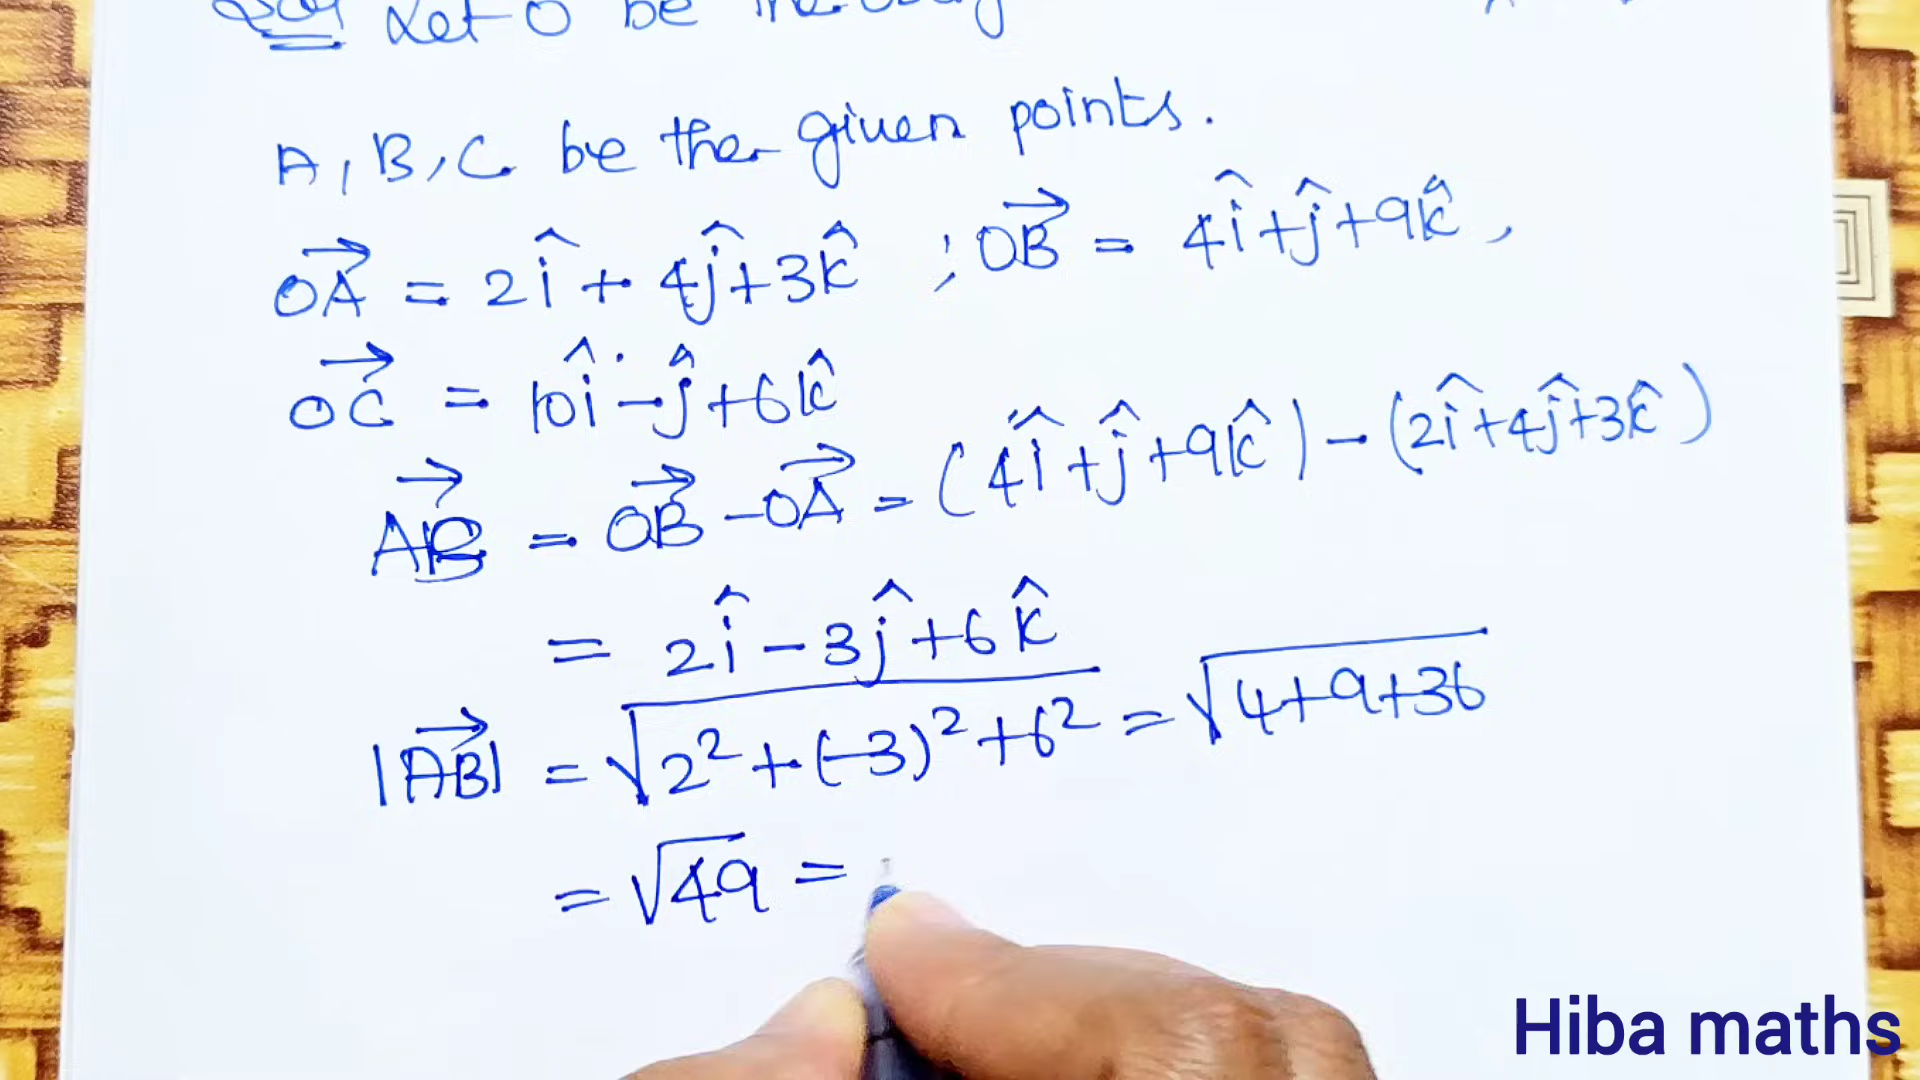 Sol Let O be the
A, B, C be the given points.
→OA = 2î + 4ĵ + 3k̂ ; →OB = 4î + ĵ + 9k̂ ,
→OC = 10î - ĵ + 6k̂
→AB = →OB - →OA = (4î + ĵ + 9k̂) - (2î + 4ĵ + 3k̂)
= 2î - 3ĵ + 6k̂
|→AB| = √(2² + (-3)² + 6²) = √(4 + 9 + 36)
= √49 =
Hiba maths